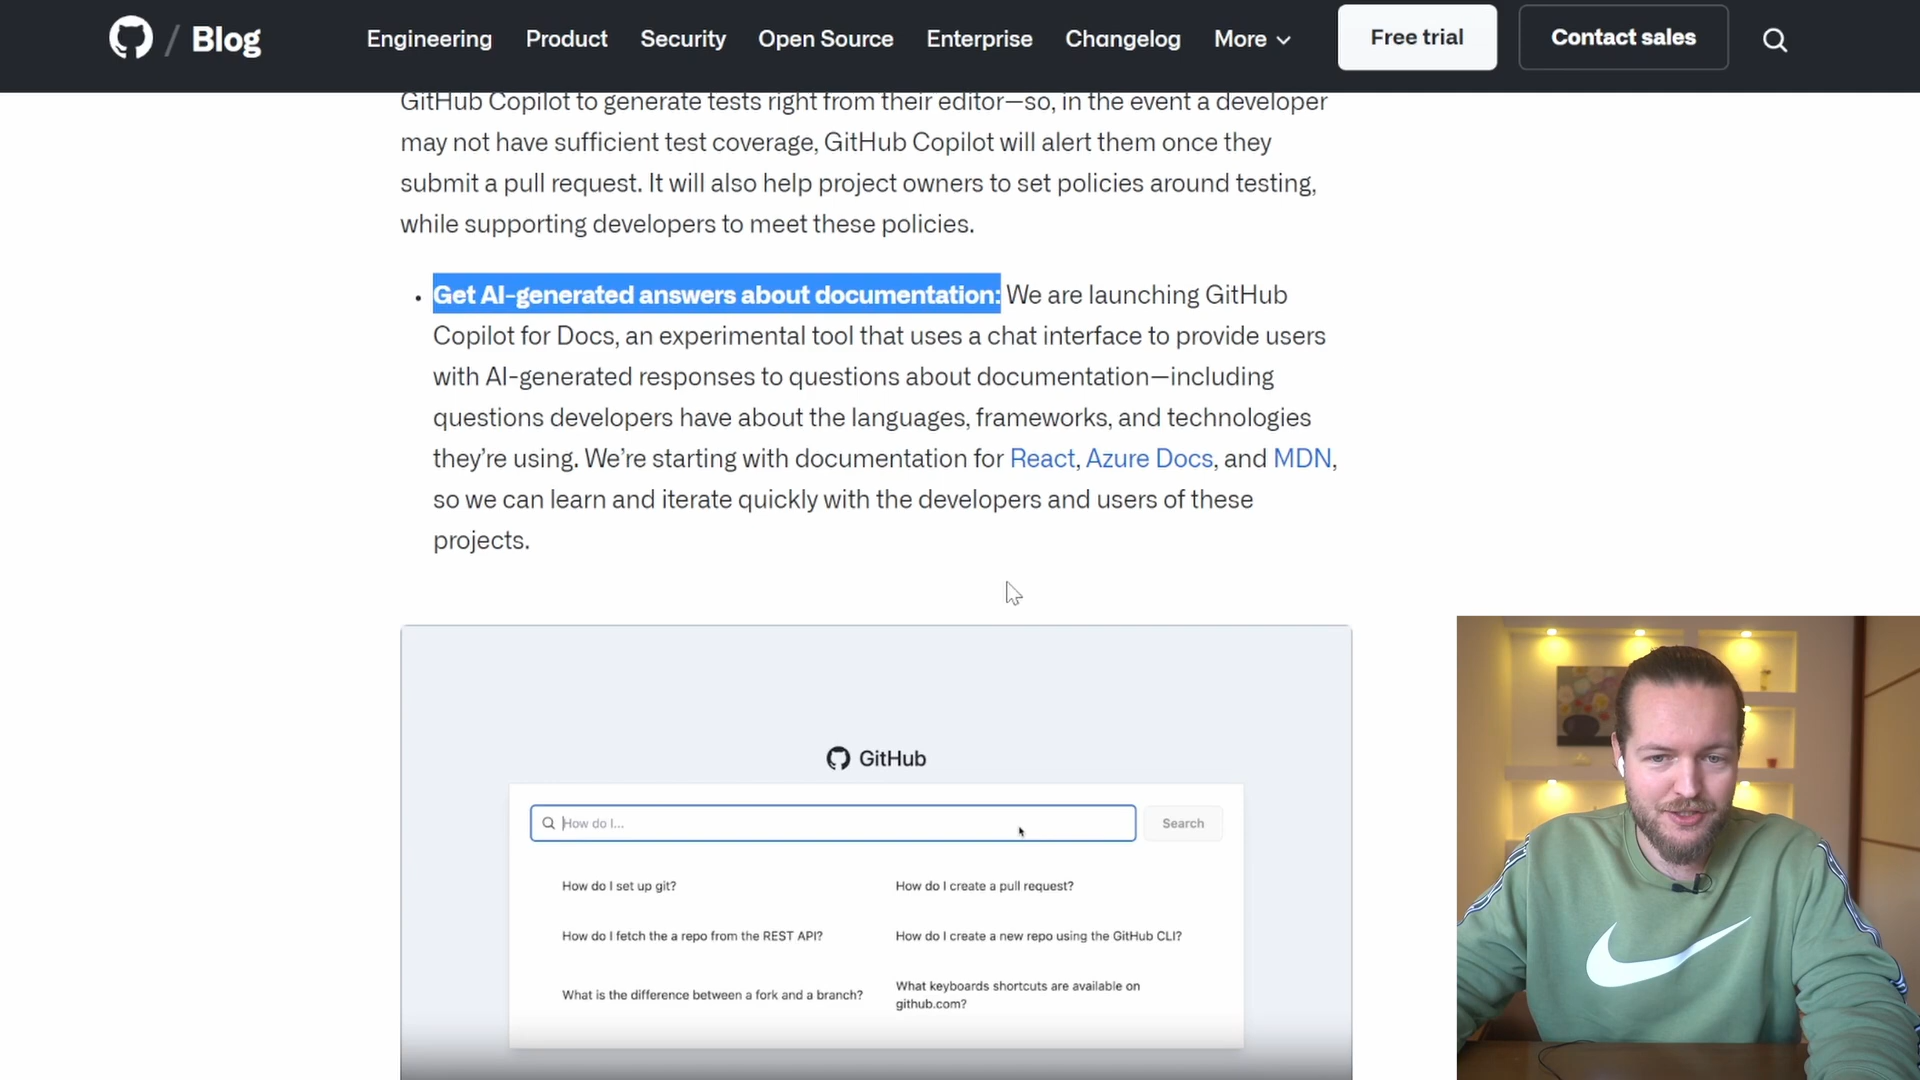 Blog
Engineering
Product
Security
Open Source
Enterprise
Changelog
More
Free trial
Contact sales
GitHub Copilot to generate tests right from their editor—so, in the event a developer
may not have sufficient test coverage, GitHub Copilot will alert them once they
submit a pull request. It will also help project owners to set policies around testing,
while supporting developers to meet these policies.
• Get AI-generated answers about documentation: We are launching GitHub
Copilot for Docs, an experimental tool that uses a chat interface to provide users
with AI-generated responses to questions about documentation—including
questions developers have about the languages, frameworks, and technologies
they’re using. We’re starting with documentation for React, Azure Docs, and MDN,
so we can learn and iterate quickly with the developers and users of these
projects.
GitHub
How do I...
Search
How do I set up git?
How do I create a pull request?
How do I fetch the a repo from the REST API?
How do I create a new repo using the GitHub CLI?
What is the difference between a fork and a branch?
What keyboards shortcuts are available on
github.com?